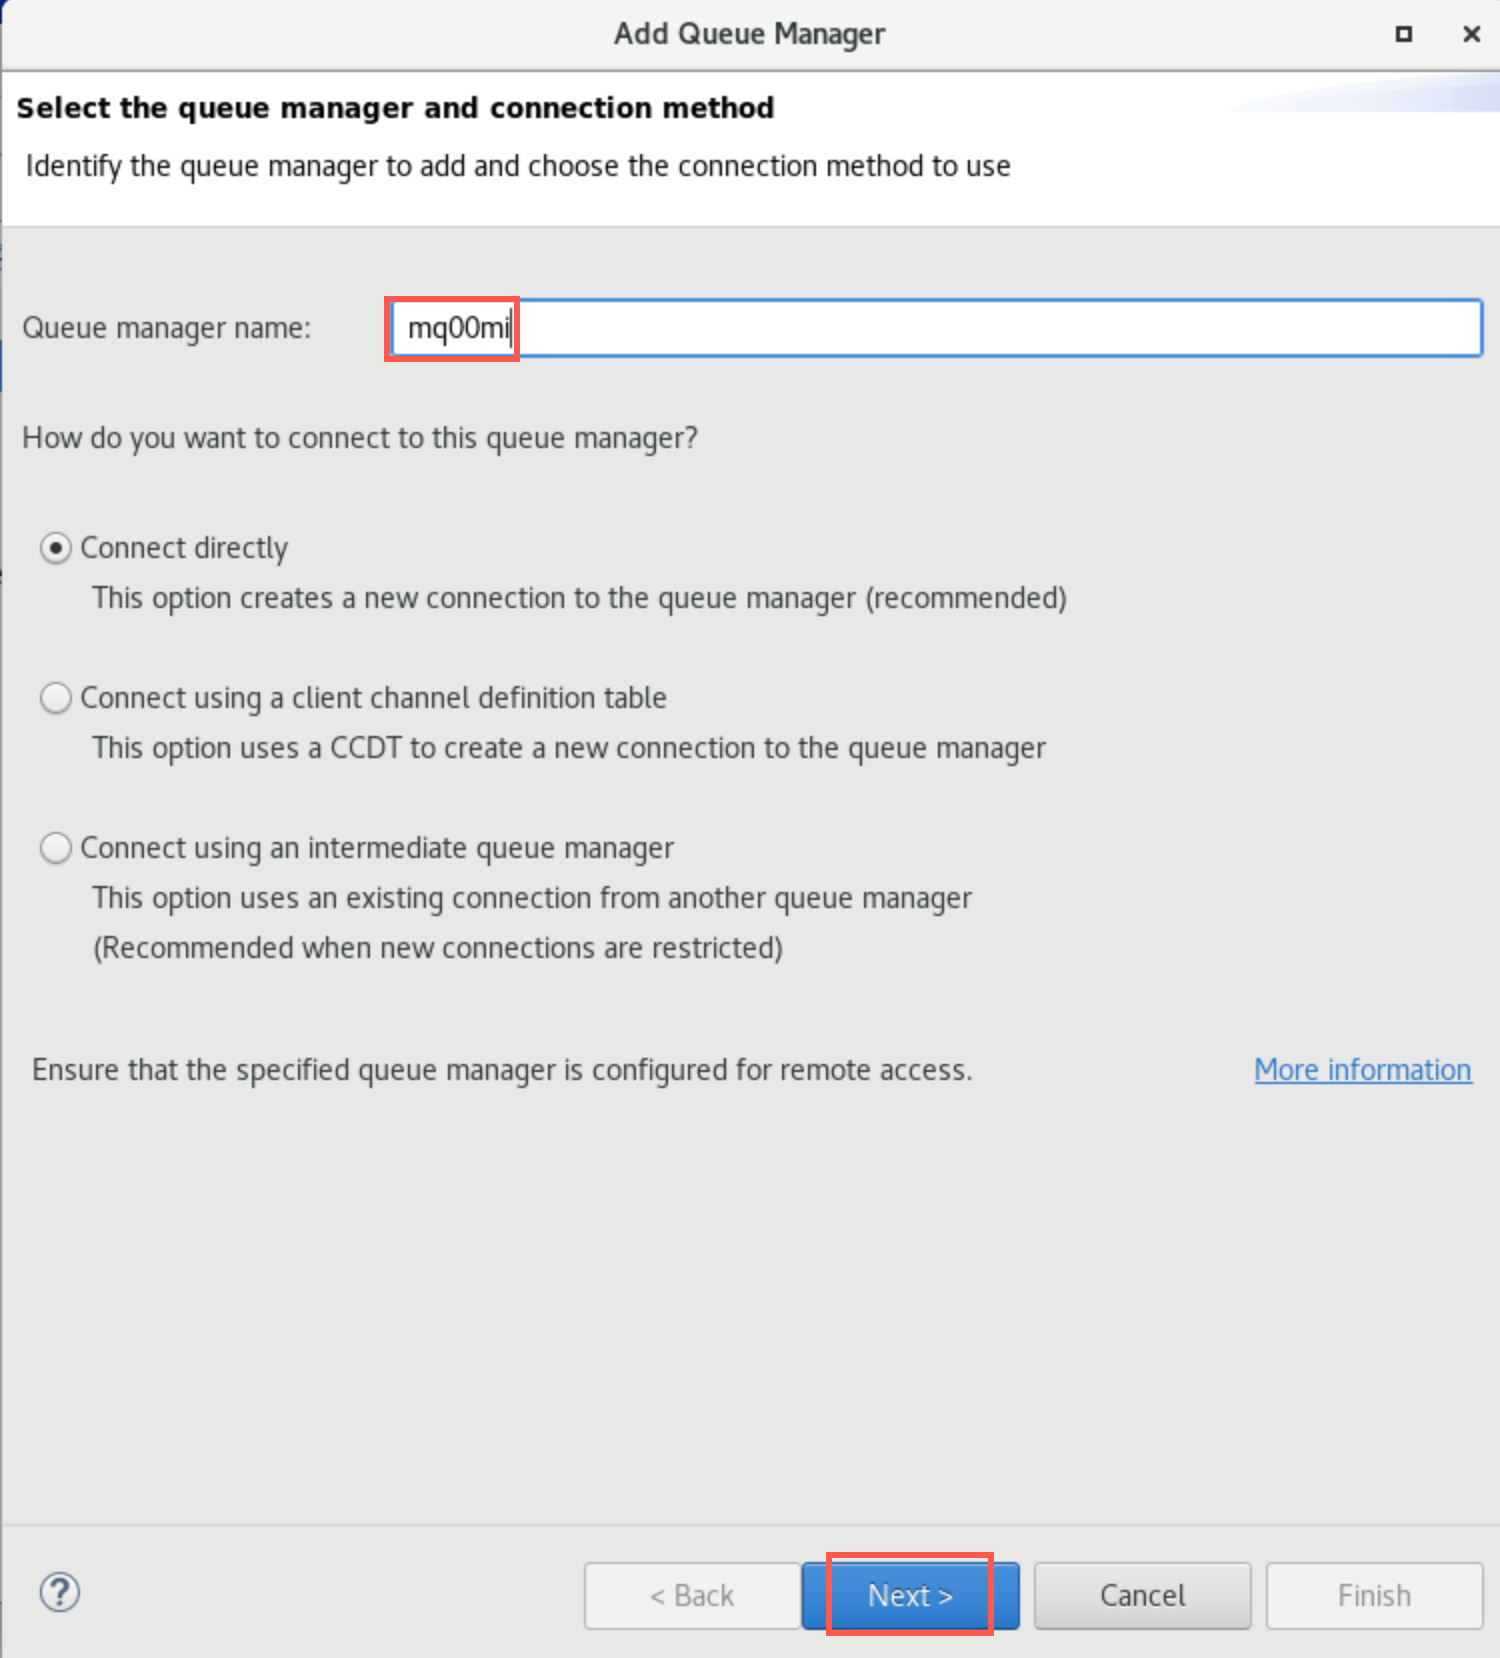 Add Queue Manager
Select the queue manager and connection method
Identify the queue manager to add and choose the connection method to use
Queue manager name: mq00mi
How do you want to connect to this queue manager?
Connect directly
This option creates a new connection to the queue manager (recommended)
Connect using a client channel definition table
This option uses a CCDT to create a new connection to the queue manager
Connect using an intermediate queue manager
This option uses an existing connection from another queue manager
(Recommended when new connections are restricted)
Ensure that the specified queue manager is configured for remote access. More information
? < Back Next > Cancel Finish